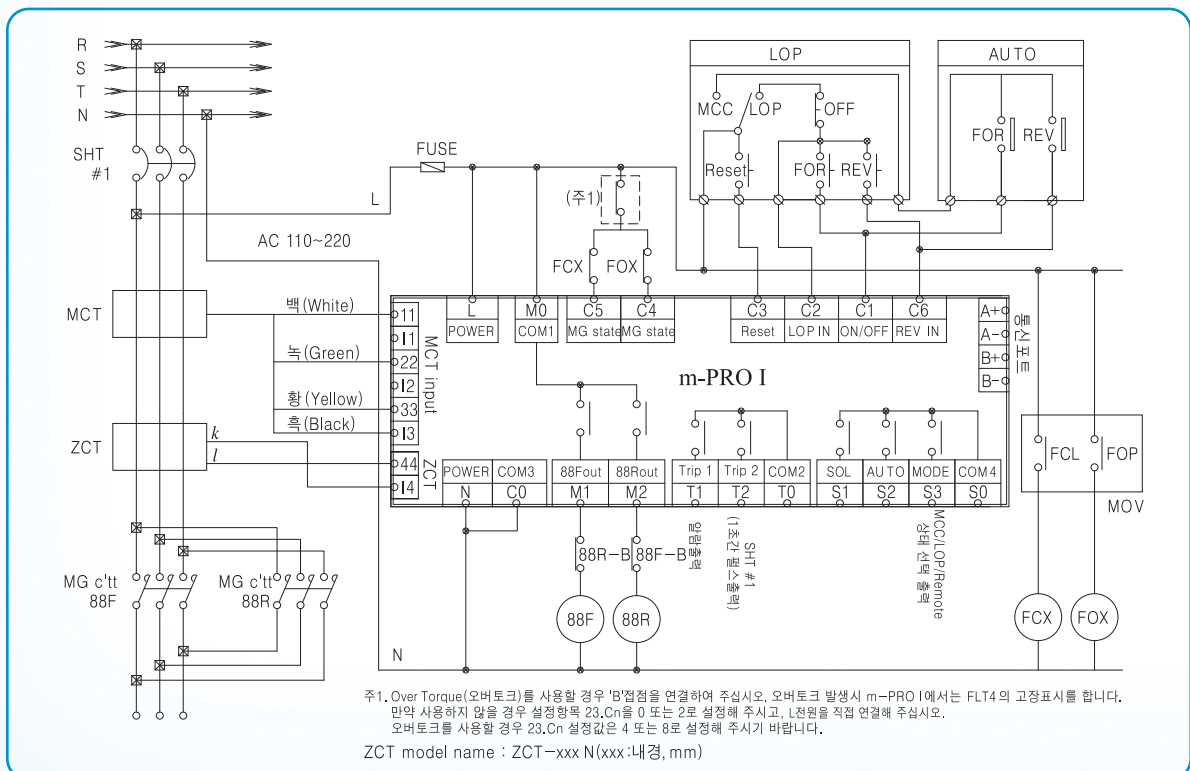 R
S
T
N
SHT
#1
FUSE
L
AC 110~220
(주1)
FCX
FOX
LOP
MCC
LOP
OFF
Reset
FOR
REV
AUTO
FOR
REV
MCT
백(White)
녹(Green)
황(Yellow)
흑(Black)
ZCT
k
l
11
I1
22
I2
33
I3
MCT input
44
I4
ZCT
L
POWER
M0
COM1
C5
MG state
C4
MG state
C3
Reset
C2
LOP IN
C1
ON/OFF
C6
REV IN
A+
A-
B+
B-
통신포트
m-PRO I
POWER
N
COM3
C0
88Fout
M1
88Rout
M2
Trip 1
T1
Trip 2
T2
COM2
T0
SOL
S1
AUTO
S2
MODE
S3
COM4
S0
알람출력
SHT #1
(1초간 펄스출력)
MCC/LOP/Remote
상태 선택 출력
88R-B
88F-B
88F
88R
FCL
FOP
MOV
FCX
FOX
MG c'tt
88F
MG c'tt
88R
N
주1. Over Torque(오버토크)를 사용할 경우 'B'접점을 연결하여 주십시오. 오버토크 발생시 m-PRO I에서는 FLT4의 고장표시를 합니다.
만약 사용하지 않을 경우 설정항목 23.Cn을 0 또는 2로 설정해 주시고, L전원을 직접 연결해 주십시오.
오버토크를 사용할 경우 23.Cn 설정값은 4 또는 8로 설정해 주시기 바랍니다.
ZCT model name : ZCT-xxx N(xxx:내경, mm)